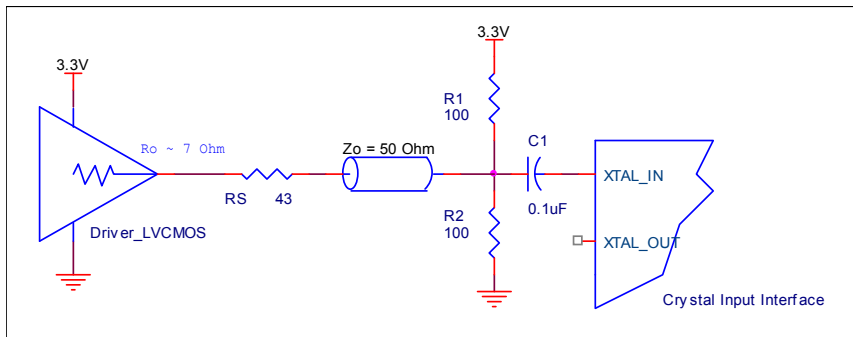 3.3V
3.3V
R1
100
Ro ~ 7 Ohm
Zo = 50 Ohm
C1
XTAL_IN
RS 43
0.1uF
R2
100
Driver_LVCMOS
XTAL_OUT
Crystal Input Interface